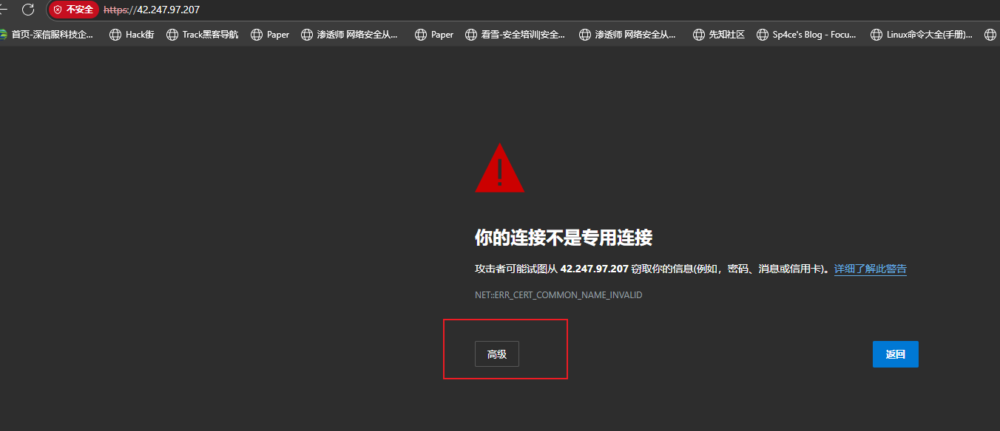 不安全 https://42.247.97.207
首页-深信服科技企... Hack街 Track黑客导航 Paper 渗透师 网络安全从... Paper 看雪-安全培训|安全... 渗透师 网络安全从... 先知社区 Sp4ce's Blog - Focu... Linux命令大全(手册)...
你的连接不是专用连接
攻击者可能试图从 42.247.97.207 窃取你的信息(例如，密码、消息或信用卡)。详细了解此警告
NET::ERR_CERT_COMMON_NAME_INVALID
高级 返回